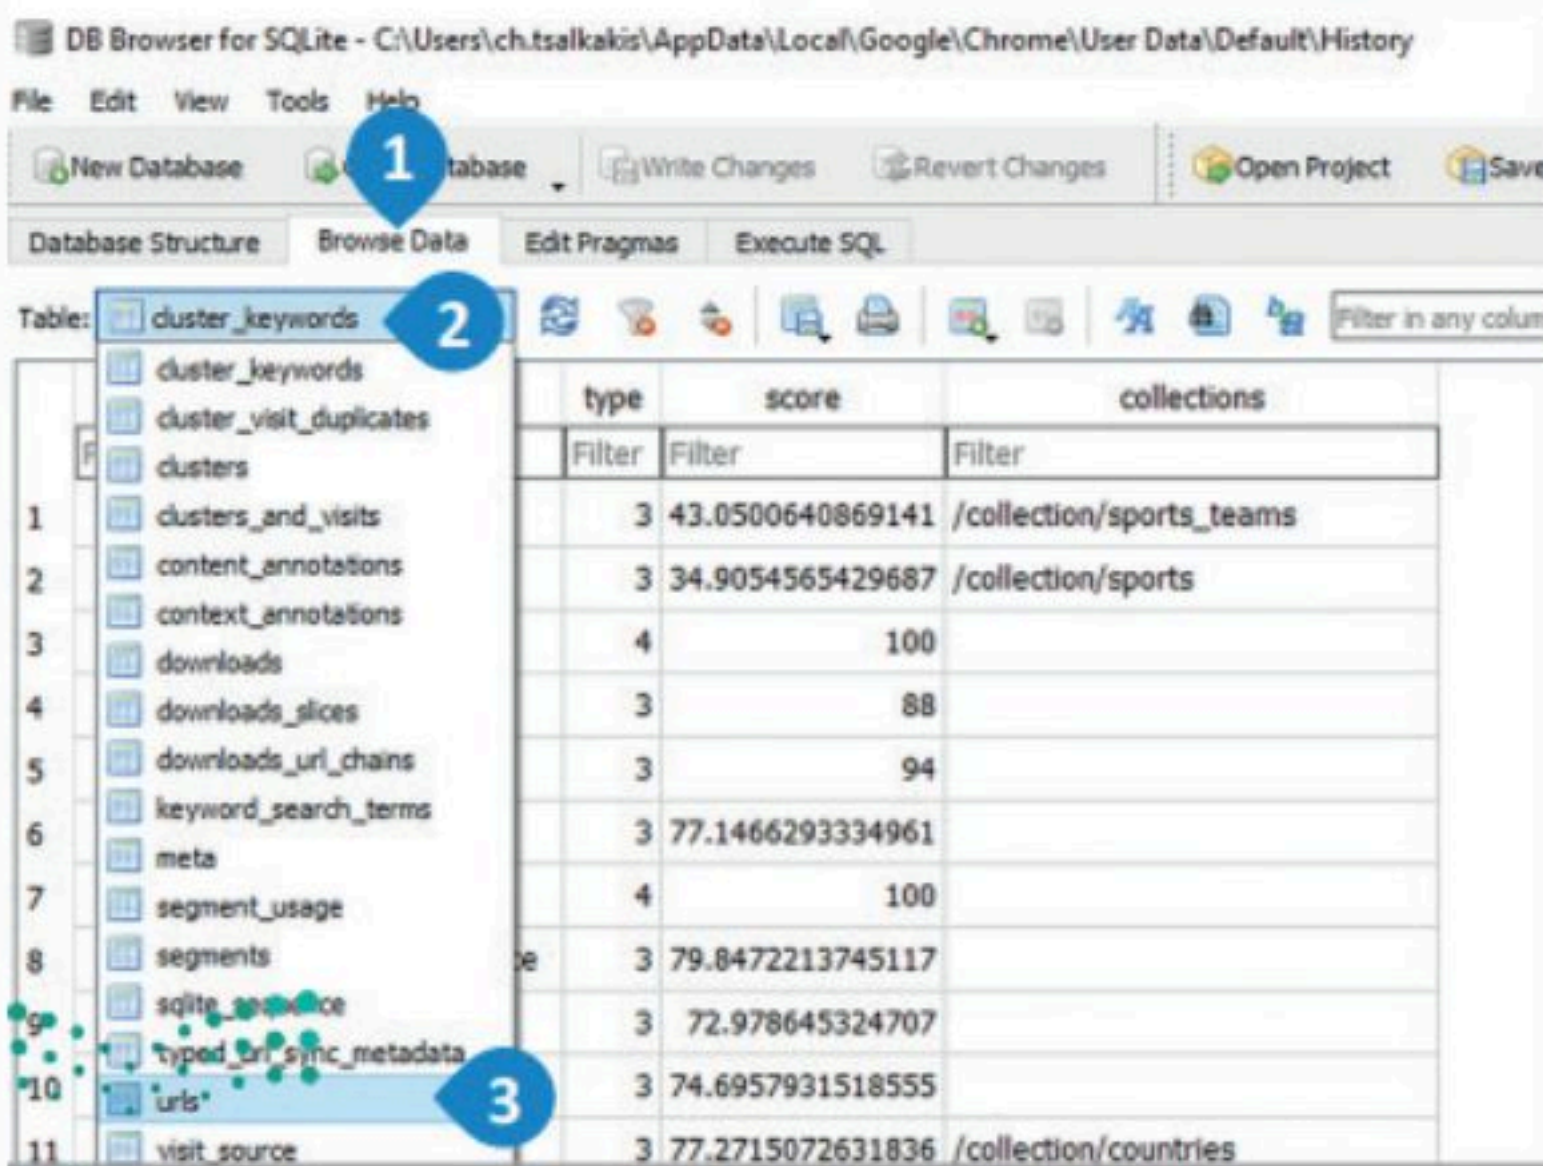 DB Browser for SQLite - C:\Users\ch.tsalkakis\AppData\Local\Google\Chrome\User Data\Default\History
File Edit View Tools Help
1
New Database tabase Write Changes Revert Changes Open Project Save
Database Structure Browse Data Edit Pragmas Execute SQL
Table: cluster_keywords 2 Filter in any colum
cluster_keywords
type score collections
cluster_visit_duplicates
Filter Filter Filter
clusters
1 clusters_and_visits 3 43.0500640869141 /collection/sports_teams
2 content_annotations 3 34.9054565429687 /collection/sports
context_annotations
3 4 100
downloads
4 downloads_slices 3 88
5 downloads_url_chains 3 94
keyword_search_terms
6 3 77.1466293334961
meta
7 segment_usage 4 100
8 segments 3 79.8472213745117
sqlite_sequence
9 3 72.978645324707
typed_url_sync_metadata
10 urls 3 3 74.6957931518555
11 visit_source 3 77.2715072631836 /collection/countries